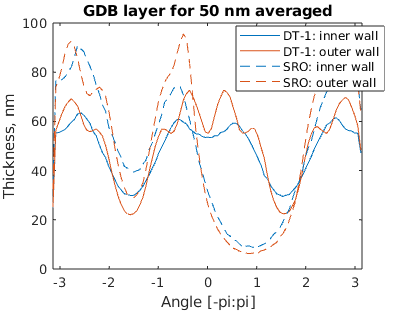 GDB layer for 50 nm averaged
DT-1: inner wall
DT-1: outer wall
SRO: inner wall
SRO: outer wall
Thickness, nm
100
80
60
40
20
0
-3 -2 -1 0 1 2 3
Angle [-pi:pi]